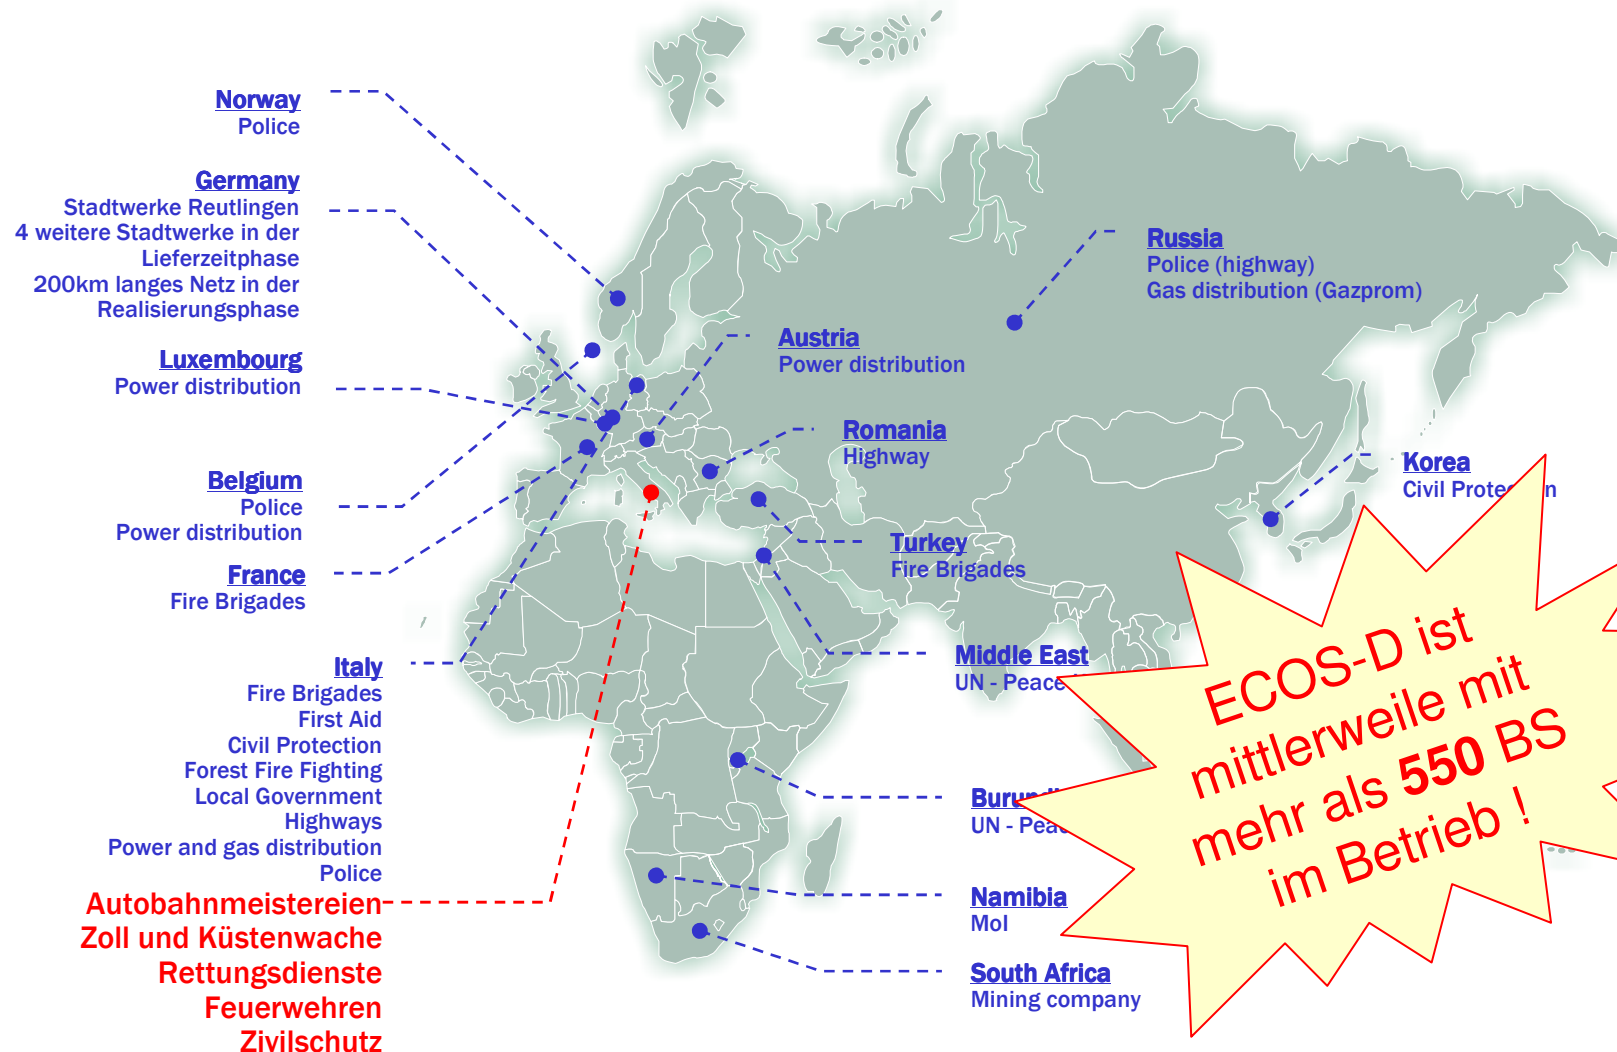 Norway
Police
Germany
Stadtwerke Reutlingen
4 weitere Stadtwerke in der
Lieferzeitphase
200km langes Netz in der
Realisierungsphase
Luxembourg
Power distribution
Belgium
Police
Power distribution
France
Fire Brigades
Italy
Fire Brigades
First Aid
Civil Protection
Forest Fire Fighting
Local Government
Highways
Power and gas distribution
Police
Autobahnmeistereien
Zoll und Küstenwache
Rettungsdienste
Feuerwehren
Zivilschutz
Russia
Police (highway)
Gas distribution (Gazprom)
Austria
Power distribution
Romania
Highway
Korea
Civil
Turkey
Fire Brigades
Middle East
UN - Peace
UN -
Namibia
MoI
South Africa
Mining company
ECOS-D ist
mittlerweile mit
mehr als 550 BS
im Betrieb !